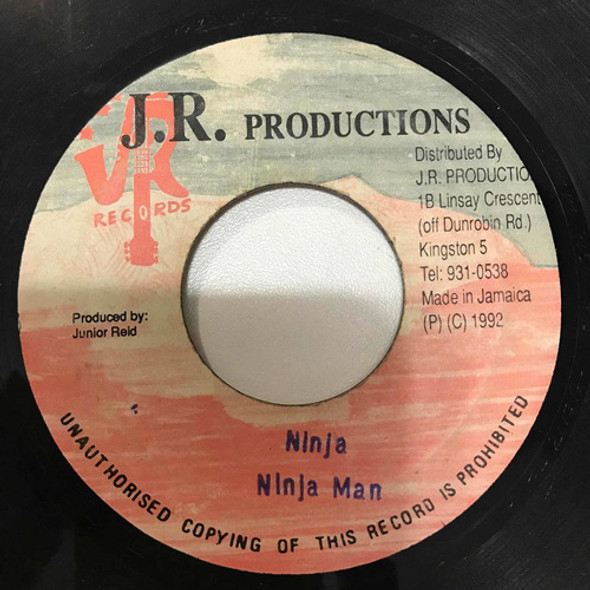 J.R. PRODUCTIONS
JR
RECORDS
Distributed By
J.R. PRODUCTIO
1B Linsay Crescent
(off Dunrobin Rd.)
Kingston 5
Tel: 931-0538
Made in Jamaica
(P) (C) 1992
Produced by:
Junior Reid
Ninja
Ninja Man
UNAUTHORISED COPYING OF THIS RECORD IS PROHIBITED